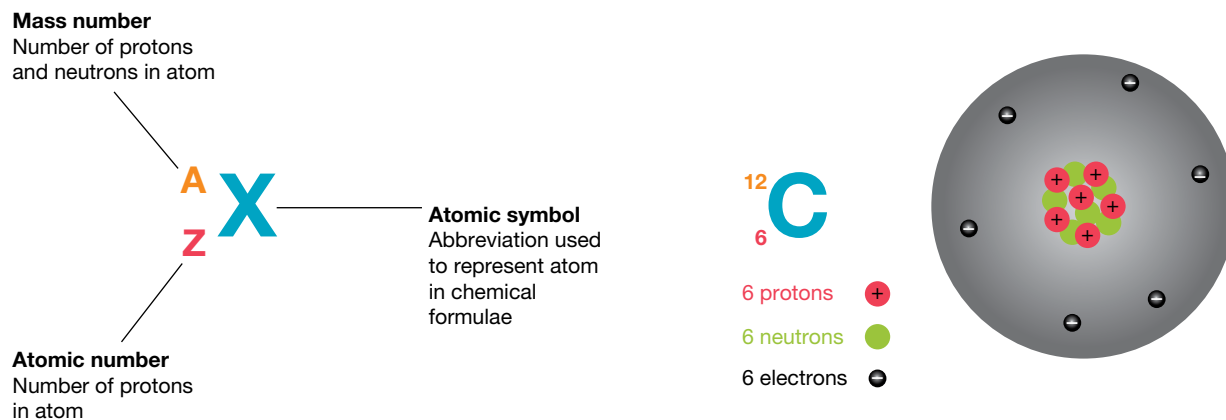 Mass number
Number of protons
and neutrons in atom
A
X
Z
Atomic symbol
Abbreviation used
to represent atom
in chemical
formulae
Atomic number
Number of protons
in atom
12
C
6
6 protons +
6 neutrons
6 electrons −
−
−
−
−
−
−
+
+
+
+
+
+